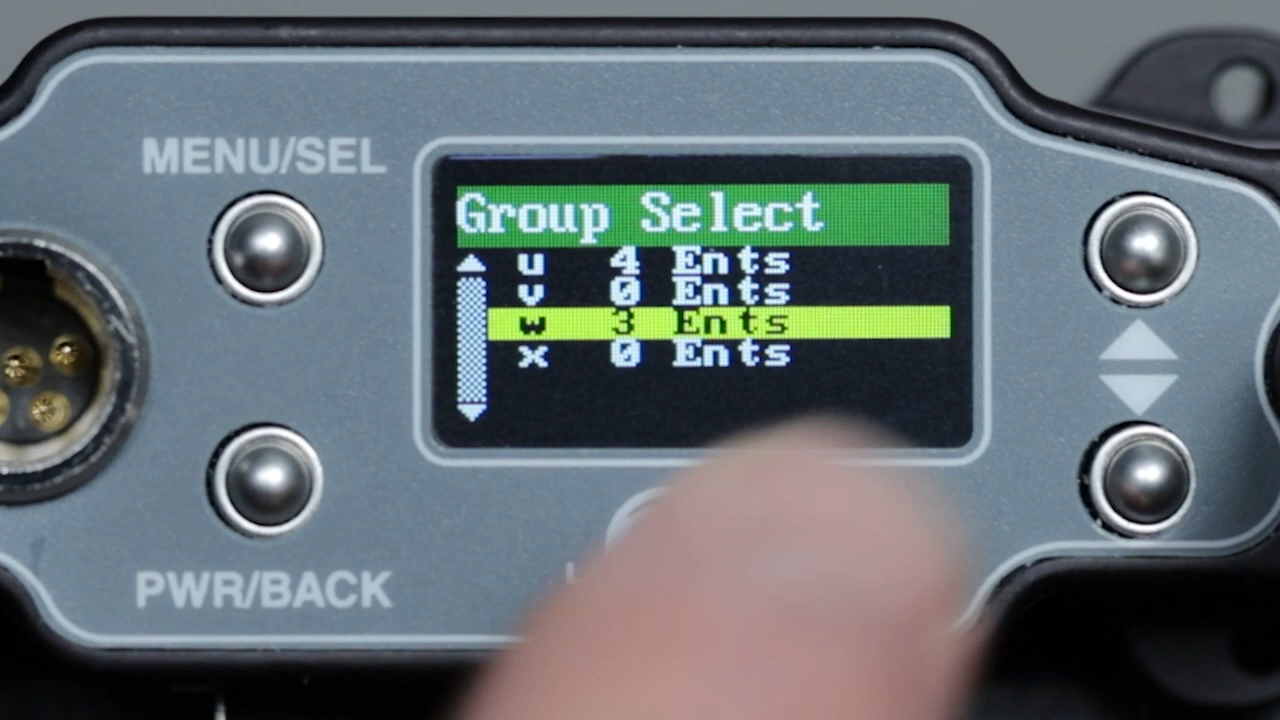 MENU/SEL
Group Select
u 4 Ents
v 0 Ents
w 3 Ents
x 0 Ents
PWR/BACK